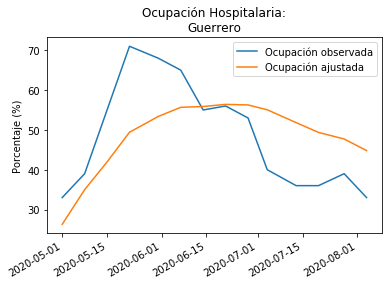 Ocupación Hospitalaria:
Guerrero
Ocupación observada
Ocupación ajustada
Porcentaje (%)
70
60
50
40
30
2020-05-01
2020-05-15
2020-06-01
2020-06-15
2020-07-01
2020-07-15
2020-08-01